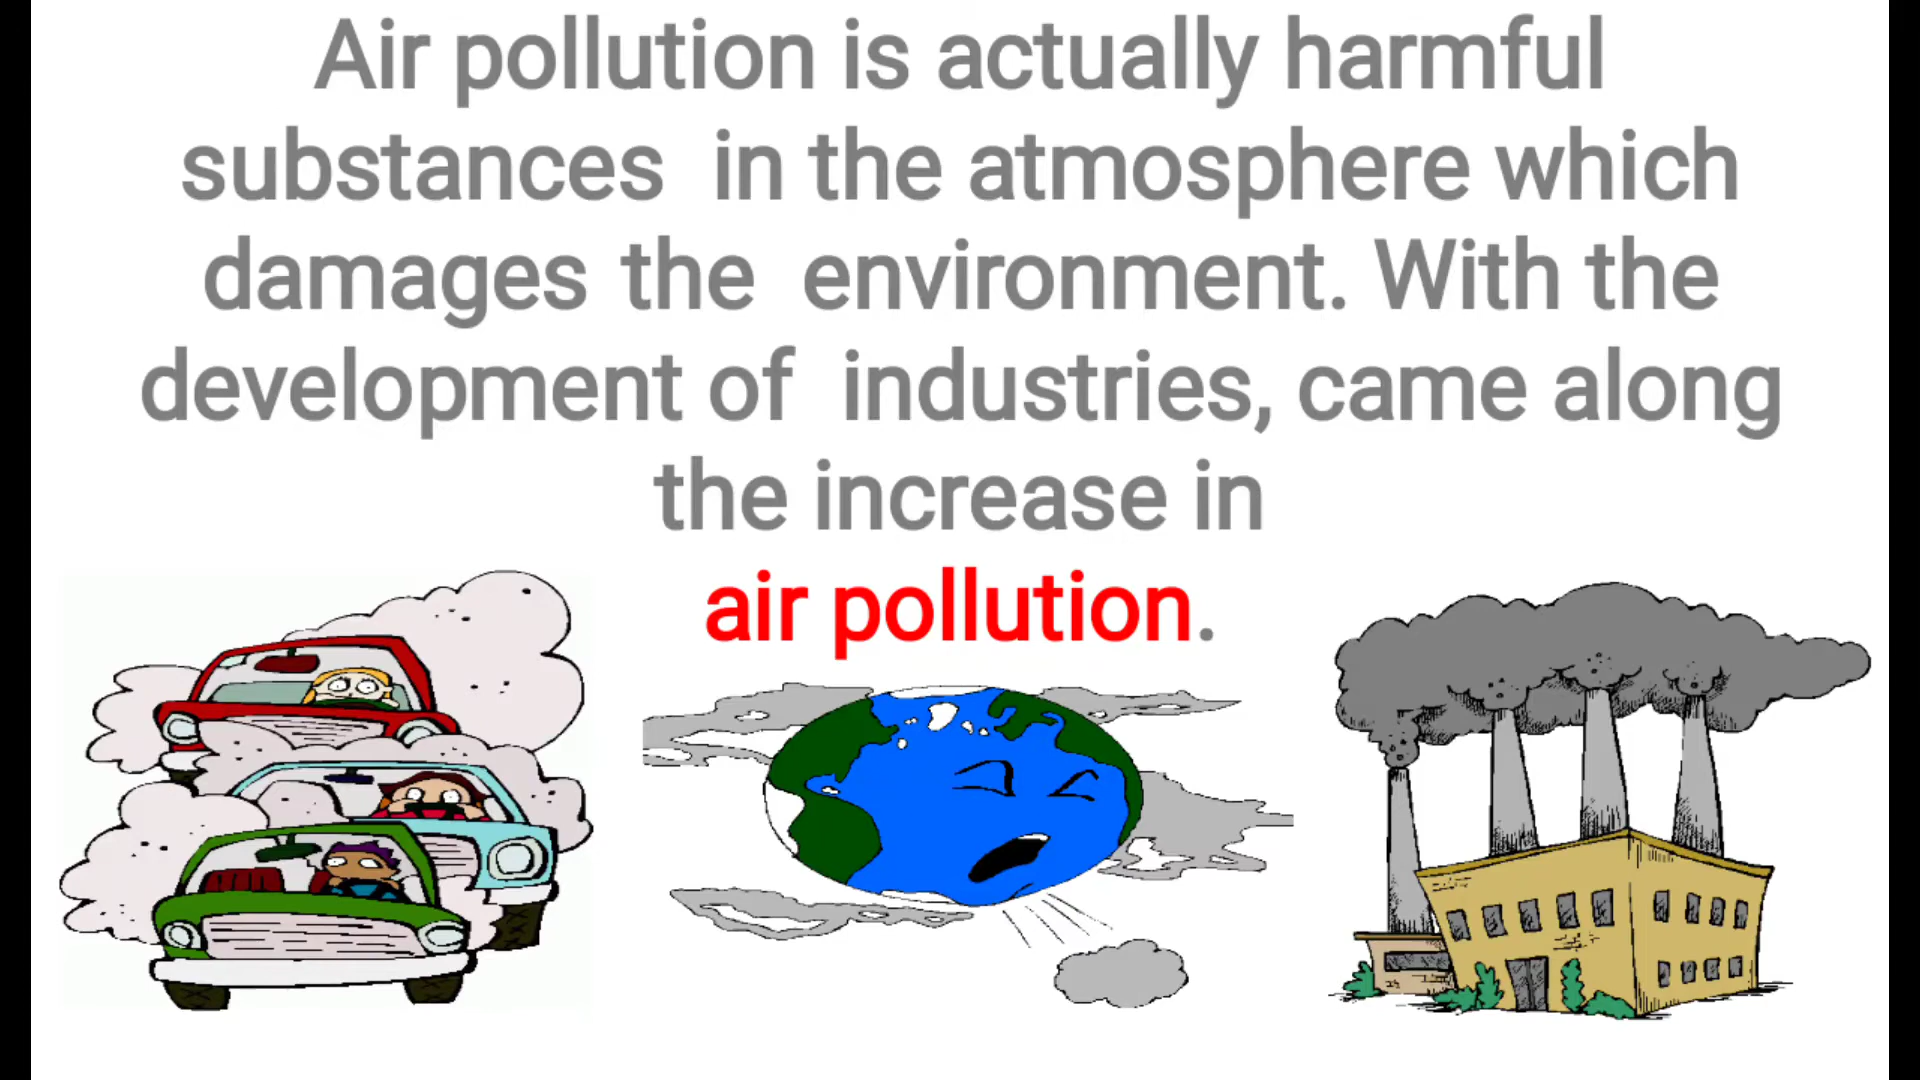 Air pollution is actually harmful
substances in the atmosphere which
damages the environment. With the
development of industries, came along
the increase in
air pollution.